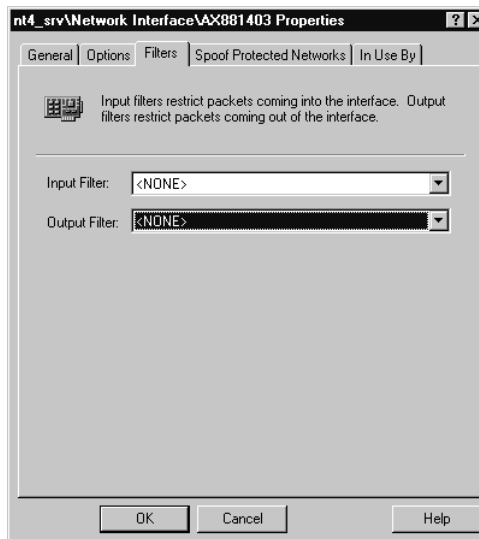 nt4_srv\Network Interface\AX881403 Properties
General Options Filters Spoof Protected Networks In Use By
Input filters restrict packets coming into the interface. Output
filters restrict packets coming out of the interface.
Input Filter: <NONE>
Output Filter: <NONE>
OK Cancel Help